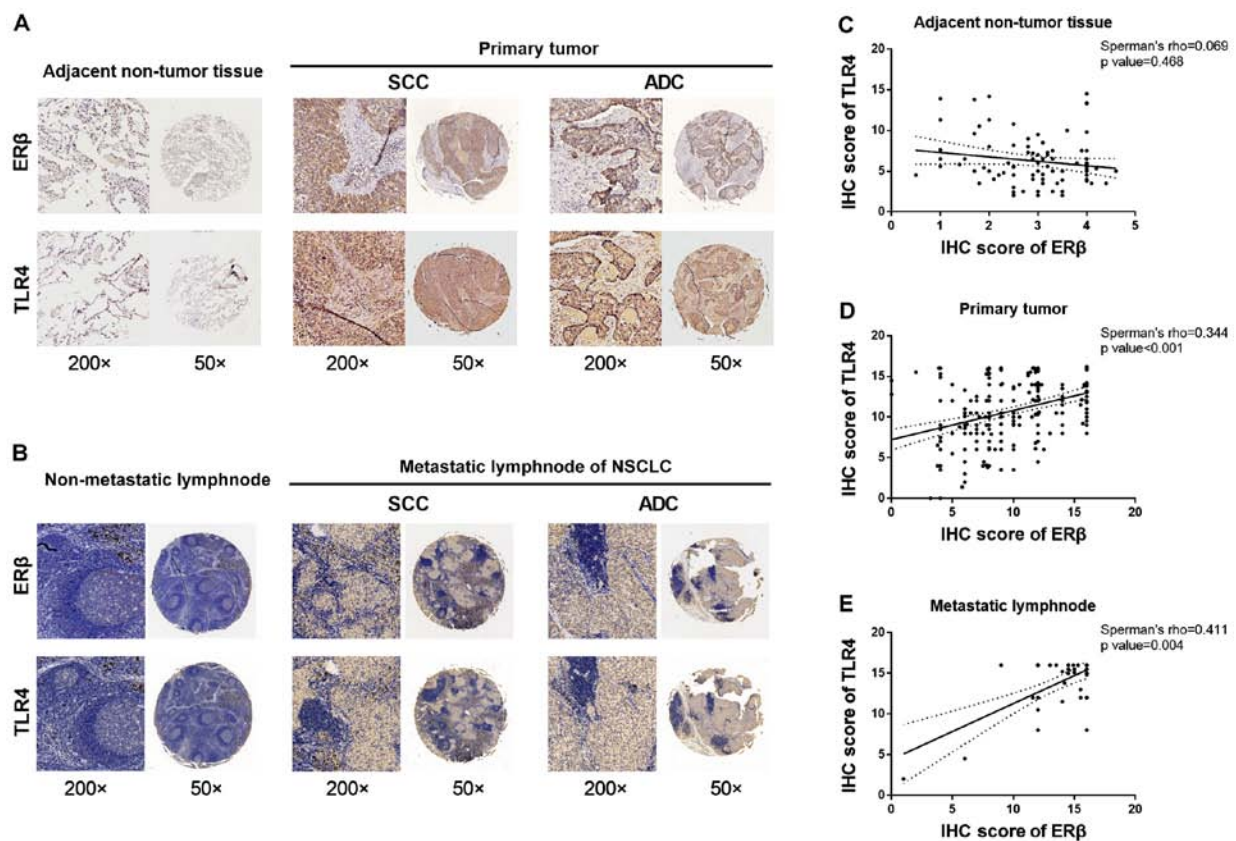 A
Primary tumor
Adjacent non-tumor tissue
SCC
ADC
ERβ
TLR4
200×
50×
200×
50×
200×
50×
B
Metastatic lymphnode of NSCLC
Non-metastatic lymphnode
SCC
ADC
ERβ
TLR4
200×
50×
200×
50×
200×
50×
C
Adjacent non-tumor tissue
Sperman's rho=0.069
p value=0.468
IHC score of TLR4
20
15
10
5
0
0
1
2
3
4
5
IHC score of ERβ
D
Primary tumor
Sperman's rho=0.344
p value<0.001
IHC score of TLR4
20
15
10
5
0
0
5
10
15
20
IHC score of ERβ
E
Metastatic lymphnode
Sperman's rho=0.411
p value=0.004
IHC score of TLR4
20
15
10
5
0
0
5
10
15
20
IHC score of ERβ